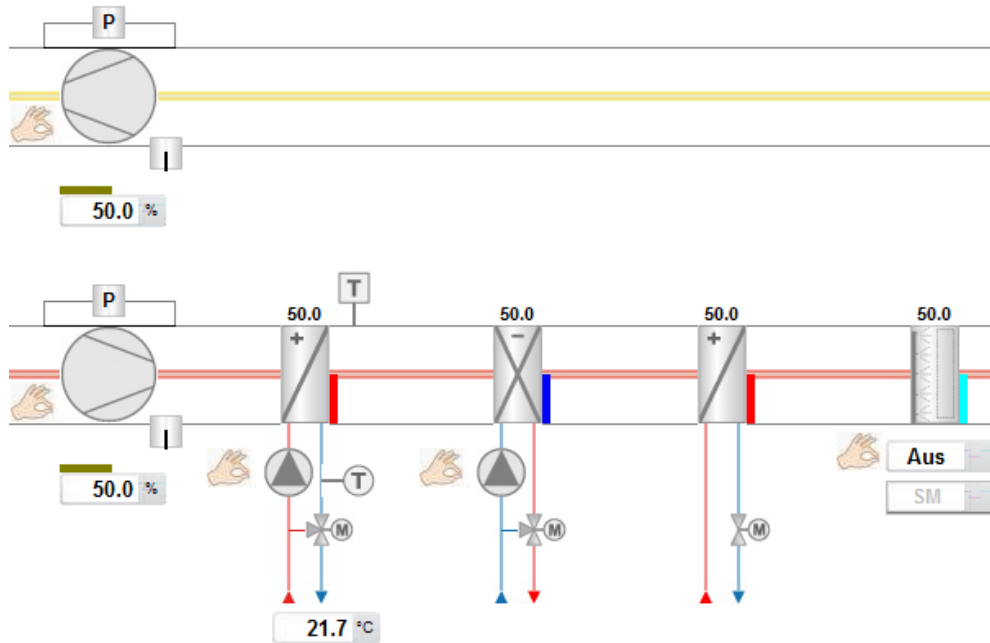 P
50.0 %
P
T
50.0 50.0 50.0 50.0
+ − +
50.0 %
Aus
T
SM
M M M
21.7 °C